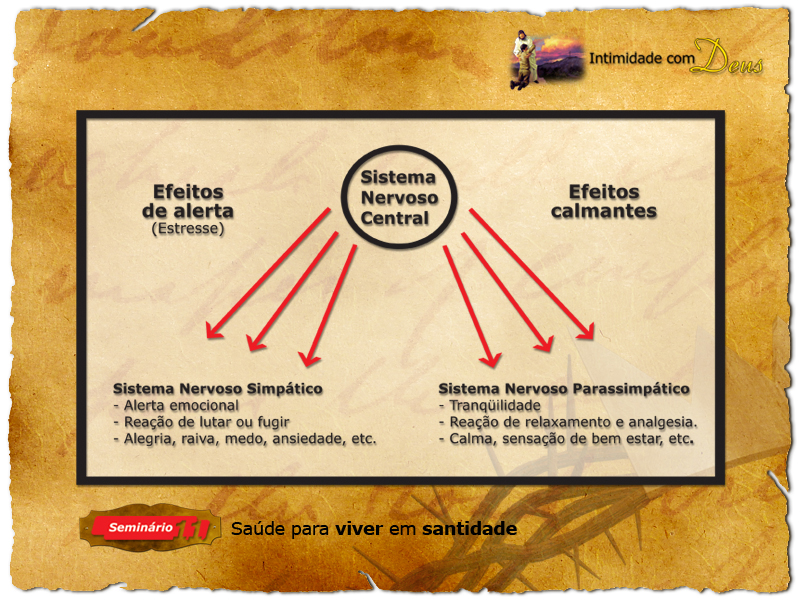 Intimidade com Deus
Sistema
Nervoso
Central
Efeitos
de alerta
(Estresse)
Efeitos
calmantes
Sistema Nervoso Simpático
- Alerta emocional
- Reação de lutar ou fugir
- Alegria, raiva, medo, ansiedade, etc.
Sistema Nervoso Parassimpático
- Tranqüilidade
- Reação de relaxamento e analgesia.
- Calma, sensação de bem estar, etc.
Seminário
Saúde para viver em santidade